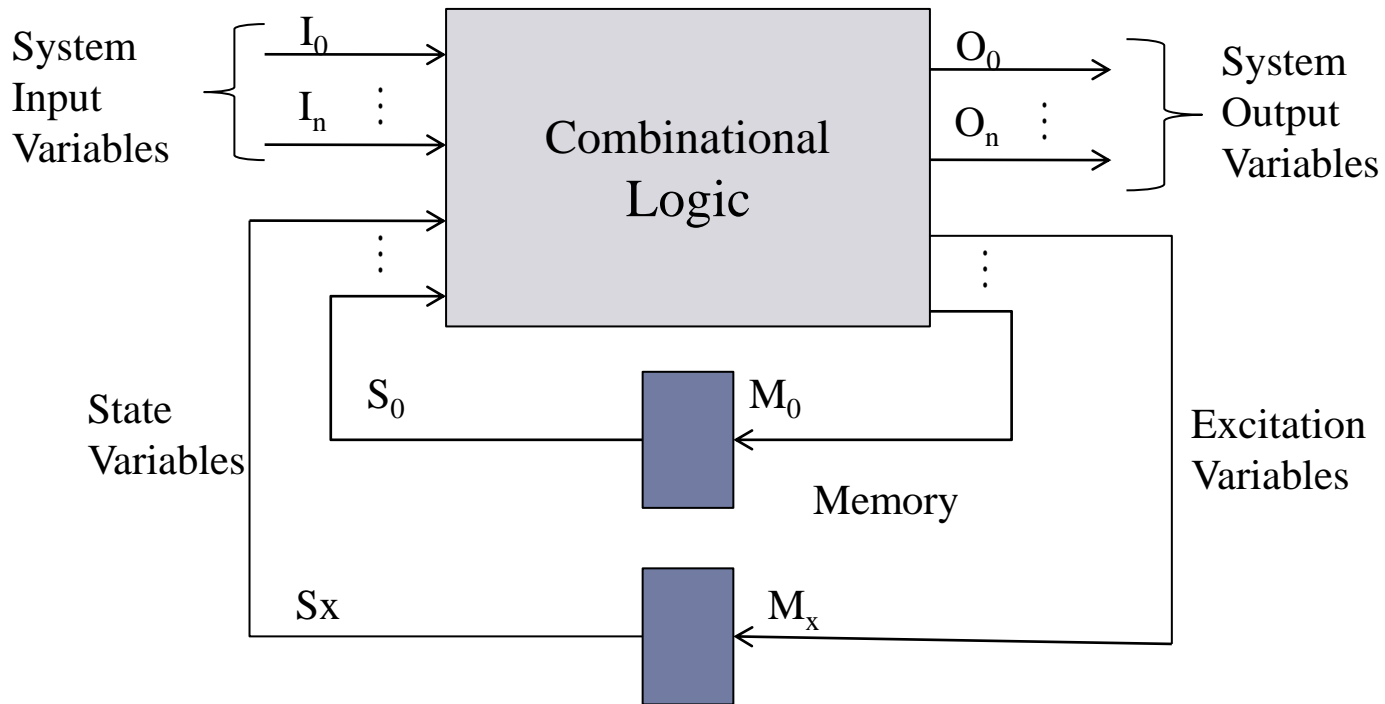 System
Input
Variables
I₀
⋮
Iₙ
Combinational
Logic
O₀
Oₙ
⋮
System
Output
Variables
⋮
⋮
State
Variables
S₀
M₀
Memory
Excitation
Variables
Sx
Mₓ